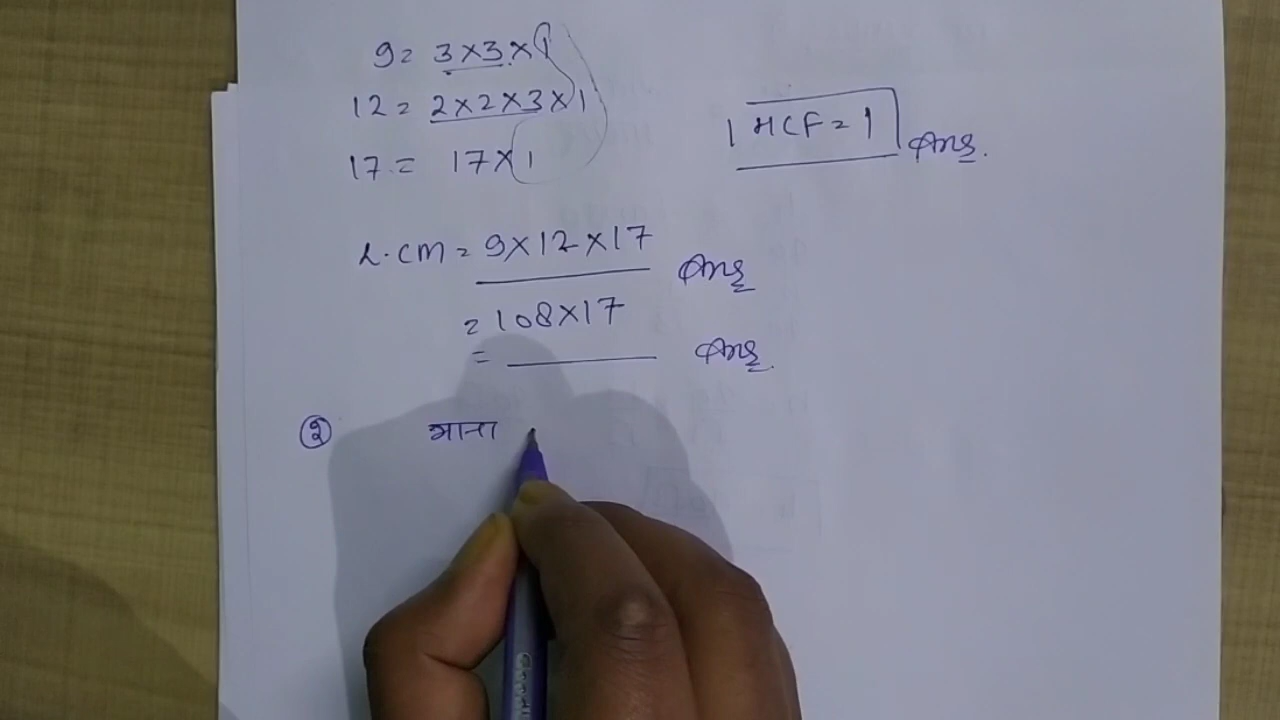 9 = 3×3×1
12 = 2×2×3×1
17 = 17×1
HCF = 1 Ans.
L.CM = 9×12×17 Ans
= 108×17
= Ans.
२ माना